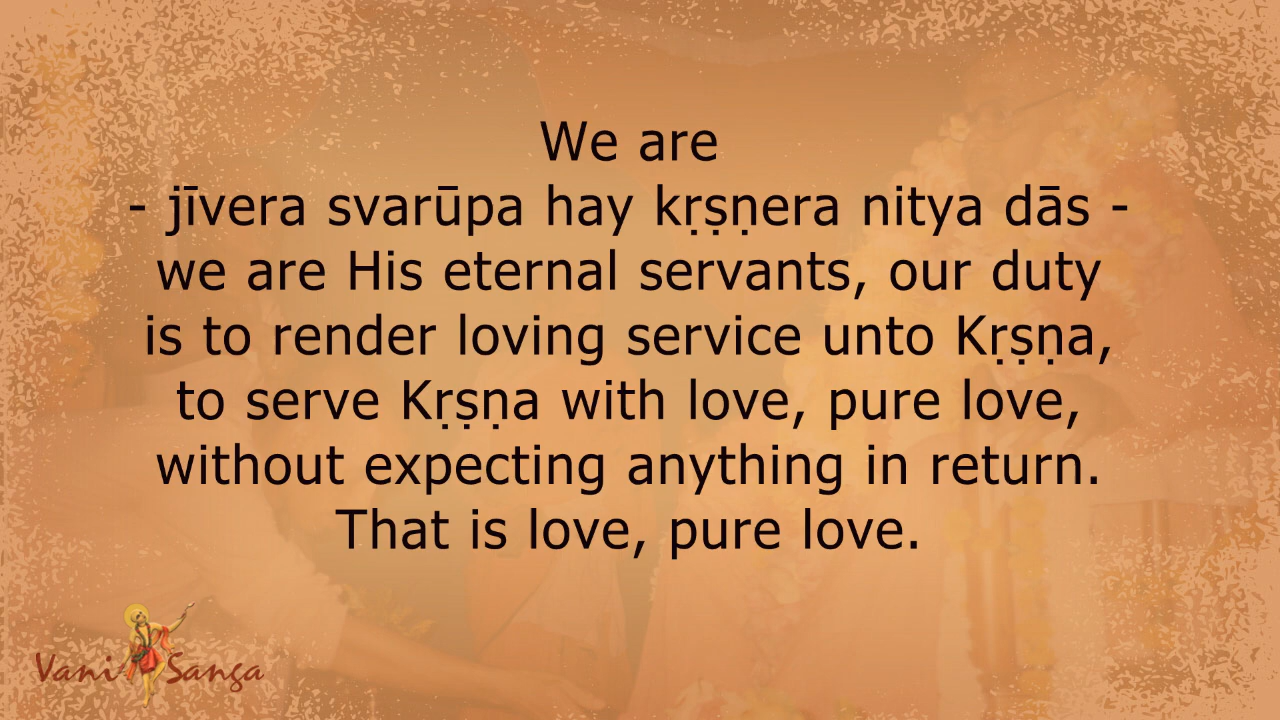 We are
- jīvera svarūpa hay kṛṣṇera nitya dās -
we are His eternal servants, our duty
is to render loving service unto Kṛṣṇa,
to serve Kṛṣṇa with love, pure love,
without expecting anything in return.
That is love, pure love.
Vani Sanga